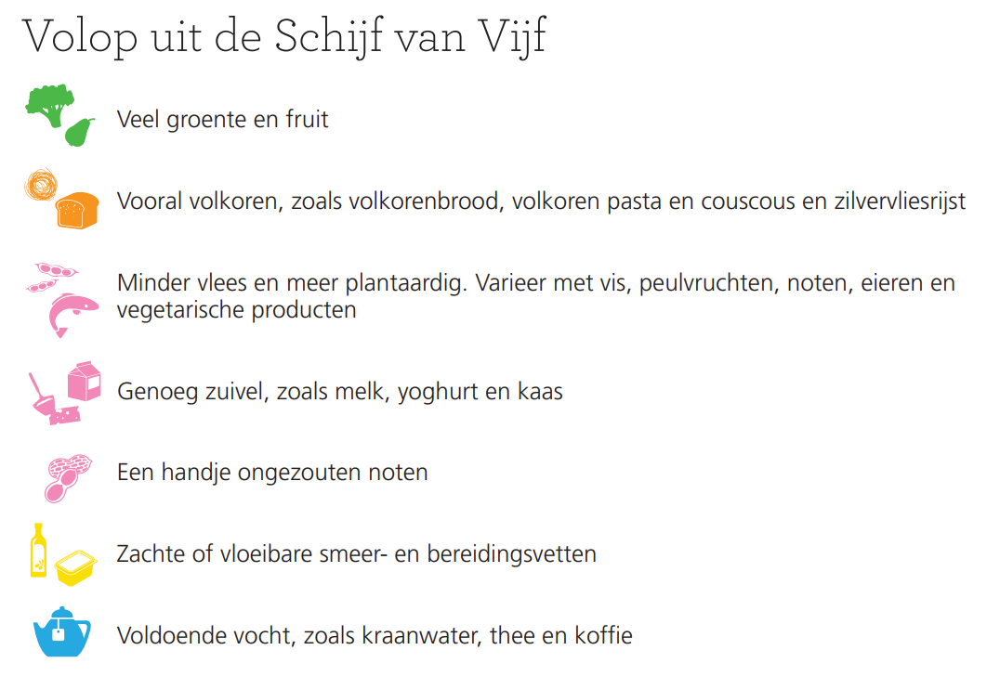 Volop uit de Schijf van Vijf
Veel groente en fruit
Vooral volkoren, zoals volkorenbrood, volkoren pasta en couscous en zilvervliesrijst
Minder vlees en meer plantaardig. Varieer met vis, peulvruchten, noten, eieren en
vegetarische producten
Genoeg zuivel, zoals melk, yoghurt en kaas
Een handje ongezouten noten
Zachte of vloeibare smeer- en bereidingsvetten
Voldoende vocht, zoals kraanwater, thee en koffie